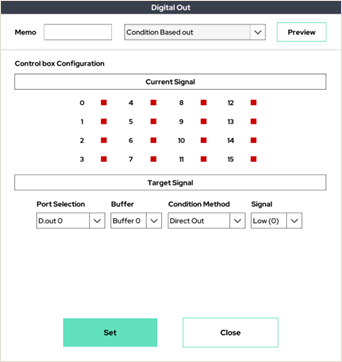 Digital Out
Memo Condition Based out Preview
Control box Configuration
Current Signal
0 4 8 12
1 5 9 13
2 6 10 14
3 7 11 15
Target Signal
Port Selection Buffer Condition Method Signal
D.out 0 Buffer 0 Direct Out Low (0)
Set Close